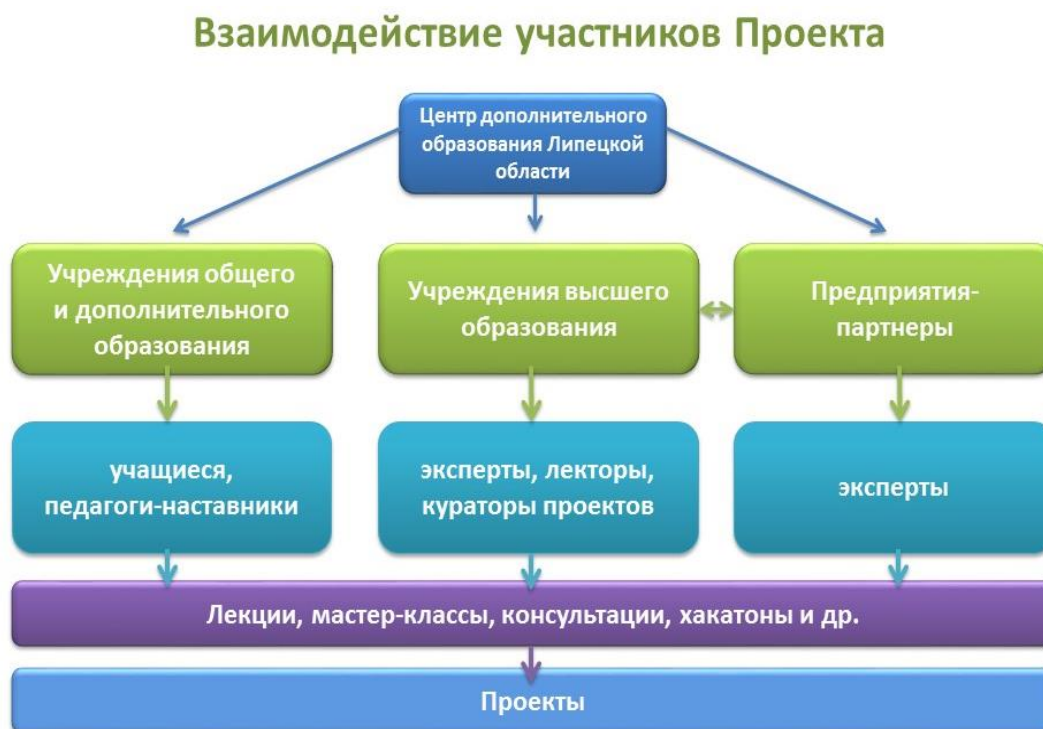 Взаимодействие участников Проекта
Центр дополнительного
образования Липецкой
области
Учреждения общего
и дополнительного
образования
Учреждения высшего
образования
Предприятия-
партнеры
учащиеся,
педагоги-наставники
эксперты, лекторы,
кураторы проектов
эксперты
Лекции, мастер-классы, консультации, хакатоны и др.
Проекты